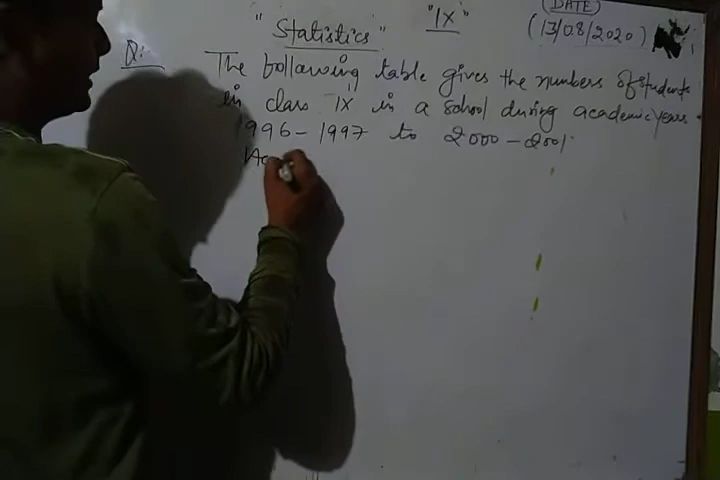 (DATE)
"Statistics" "IX" (13/08/2020)
Q:- The following table gives the numbers of students
in class IX in a school during academic years
1996-1997 to 2000-2001.